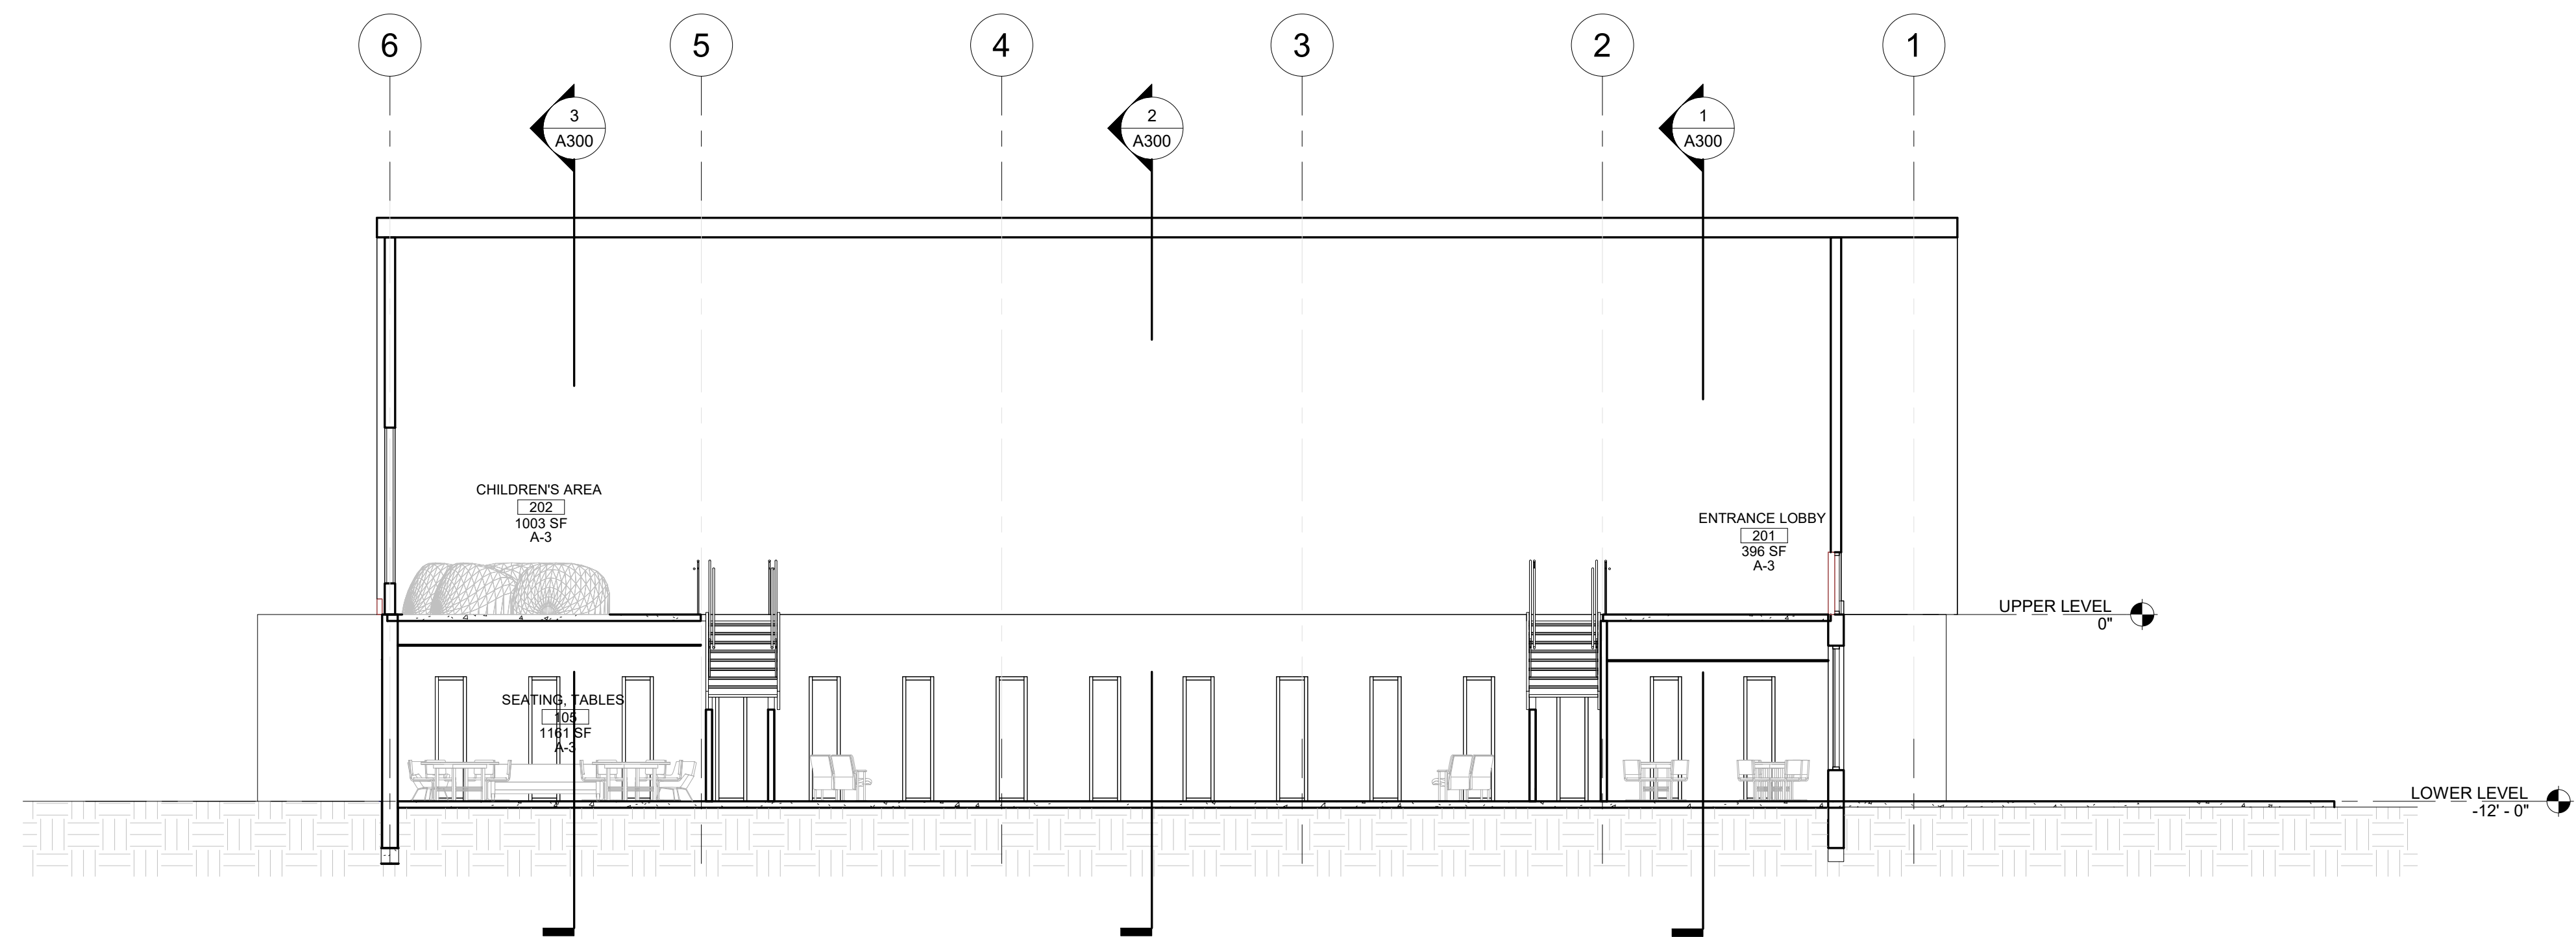 6
5
4
3
2
1
3
A300
2
A300
1
A300
CHILDREN'S AREA
202
1003 SF
A-3
ENTRANCE LOBBY
201
396 SF
A-3
UPPER LEVEL
0"
SEATING, TABLES
105
1161 SF
A-3
LOWER LEVEL
-12' - 0"